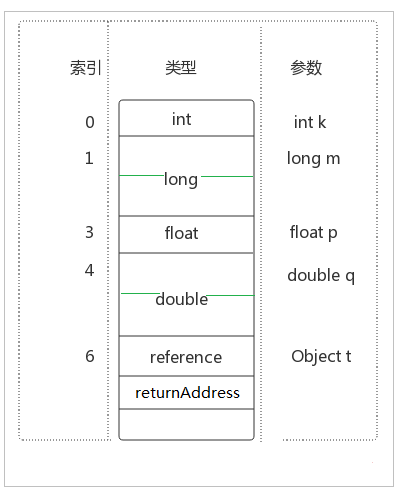 索引 类型 参数
0 int int k
1 long long m
3 float float p
4 double double q
6 reference Object t
returnAddress